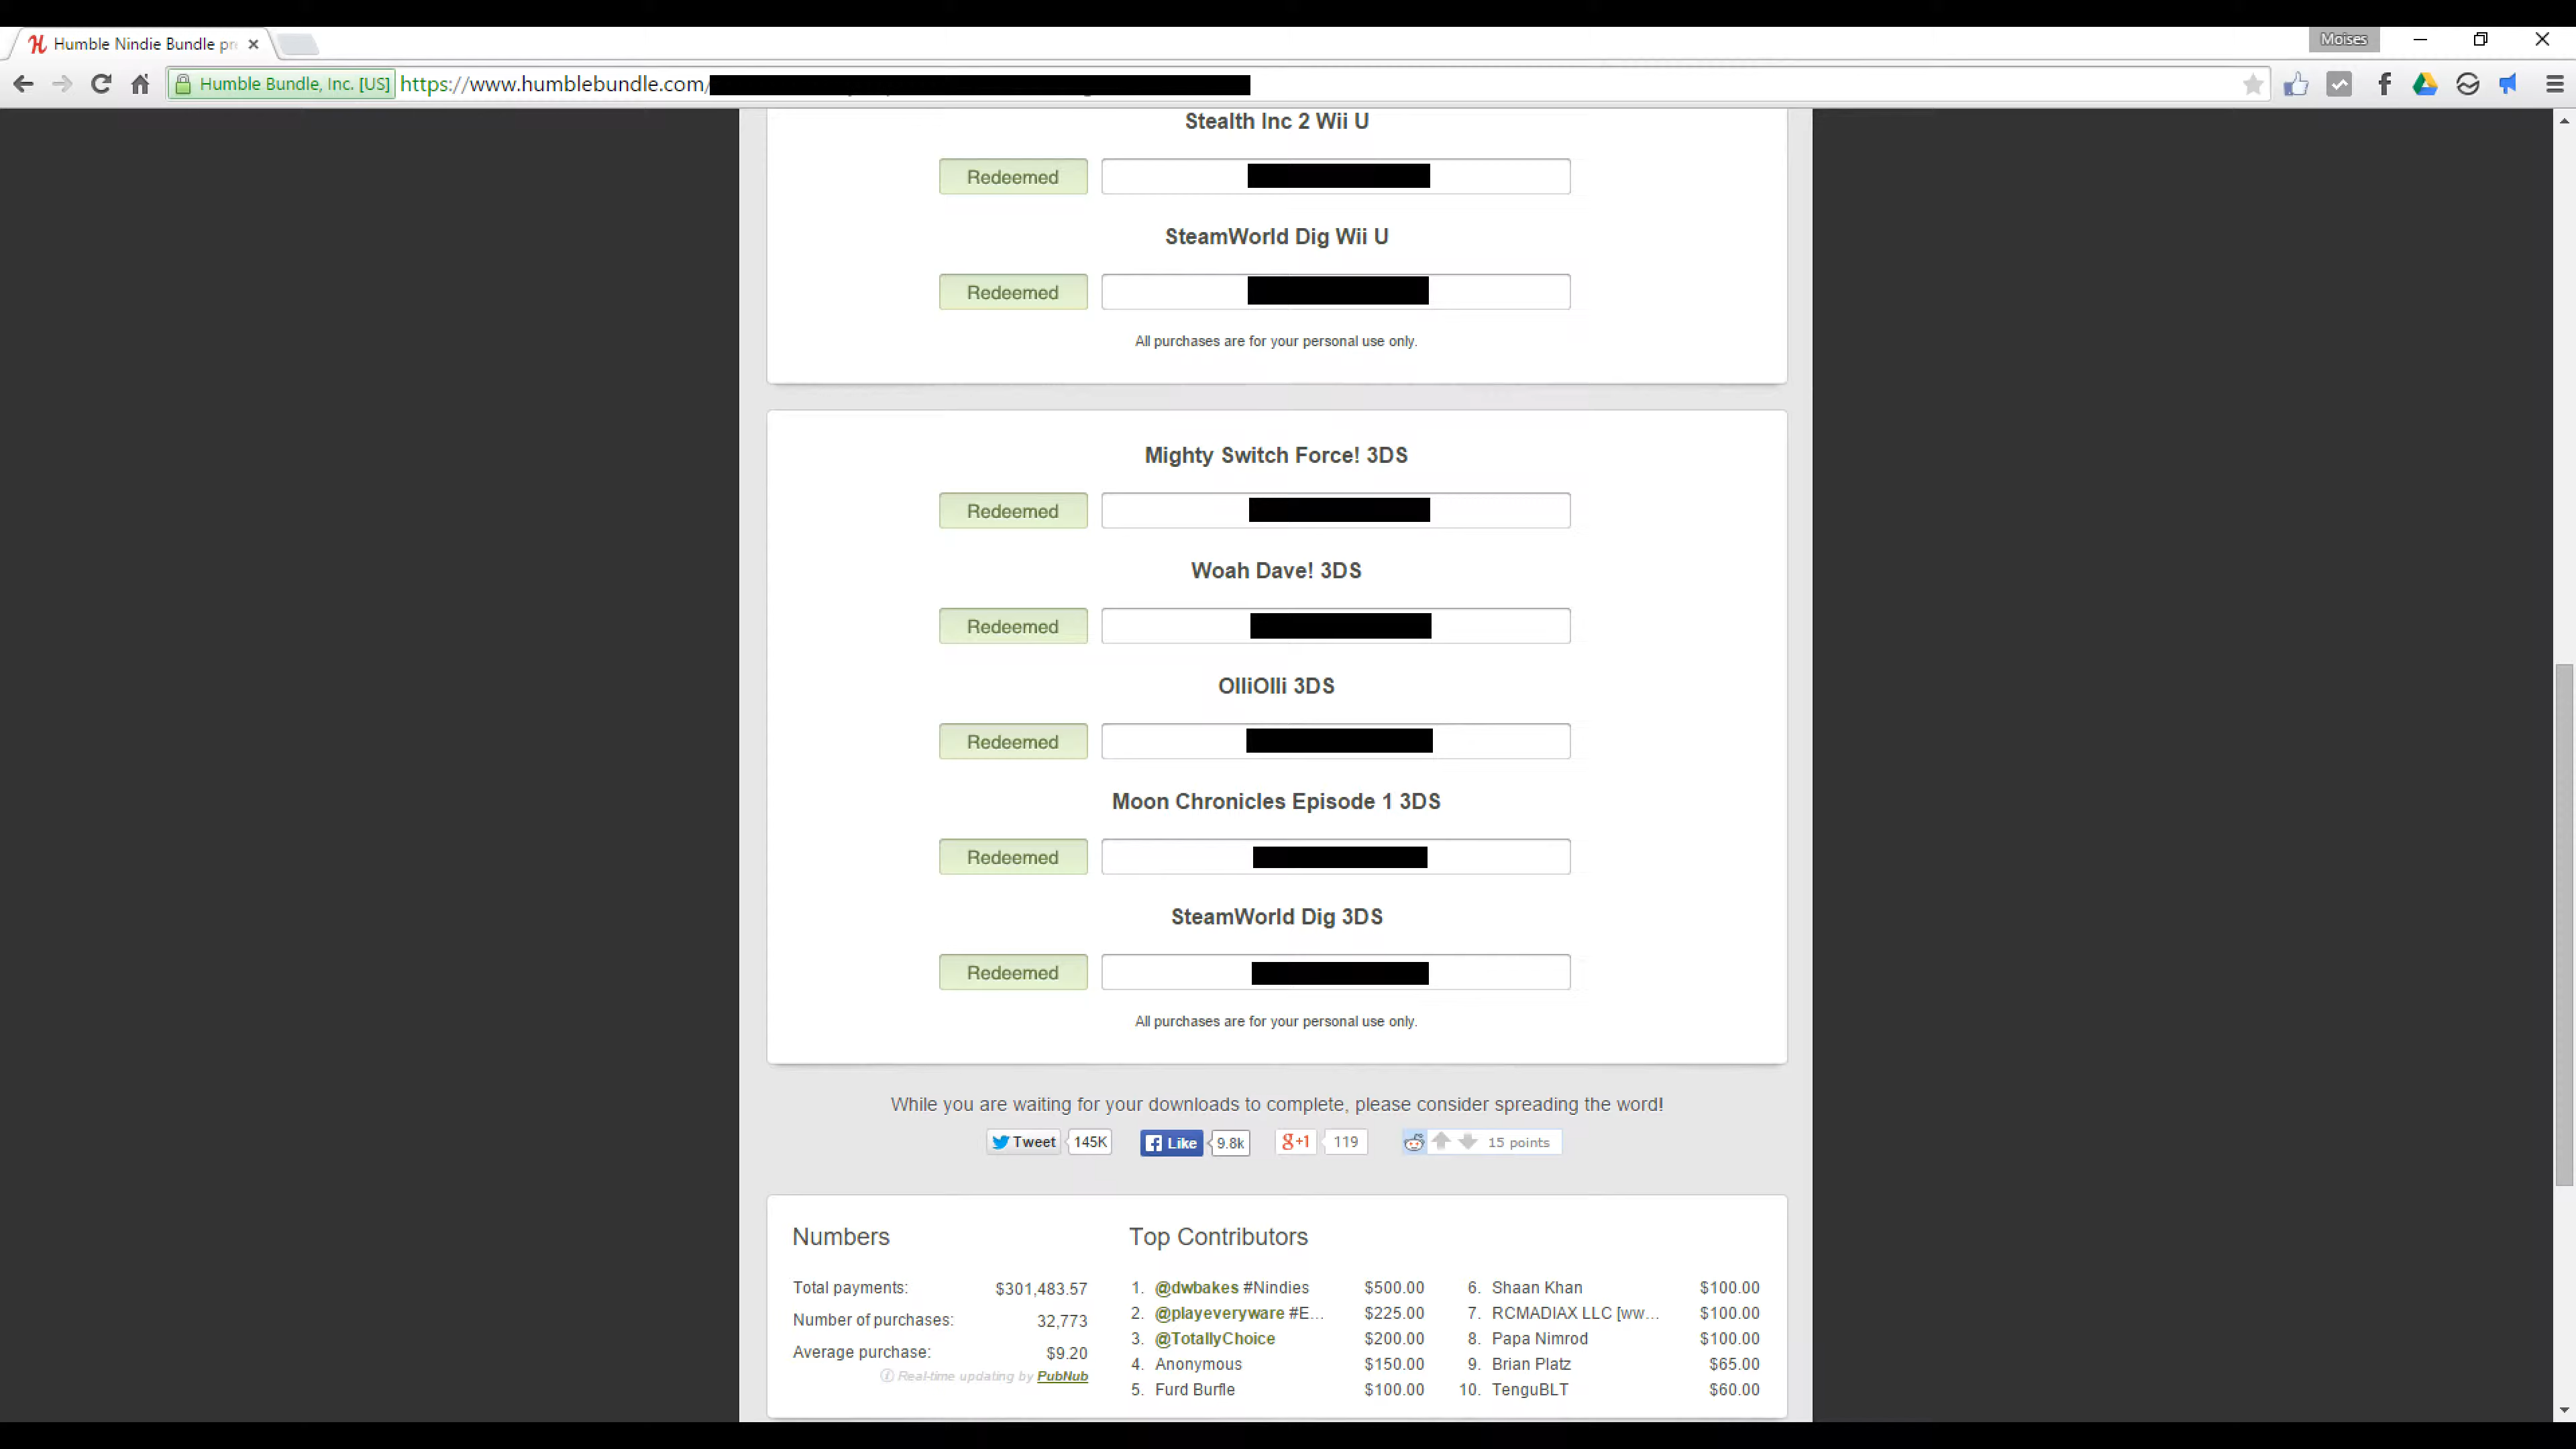 Humble Nindie Bundle pr
Moises
Humble Bundle, Inc. [US] https://www.humblebundle.com/
Stealth Inc 2 Wii U
Redeemed
SteamWorld Dig Wii U
Redeemed
All purchases are for your personal use only.
Mighty Switch Force! 3DS
Redeemed
Woah Dave! 3DS
Redeemed
OlliOlli 3DS
Redeemed
Moon Chronicles Episode 1 3DS
Redeemed
SteamWorld Dig 3DS
Redeemed
All purchases are for your personal use only.
While you are waiting for your downloads to complete, please consider spreading the word!
Tweet 145K Like 9.8k g+1 119 15 points
Numbers
Total payments: $301,483.57
Number of purchases: 32,773
Average purchase: $9.20
Real-time updating by PubNub
Top Contributors
1. @dwbakes #Nindies $500.00
2. @playeveryware #E... $225.00
3. @TotallyChoice $200.00
4. Anonymous $150.00
5. Furd Burfle $100.00
6. Shaan Khan $100.00
7. RCMADIAX LLC [ww... $100.00
8. Papa Nimrod $100.00
9. Brian Platz $65.00
10. TenguBLT $60.00